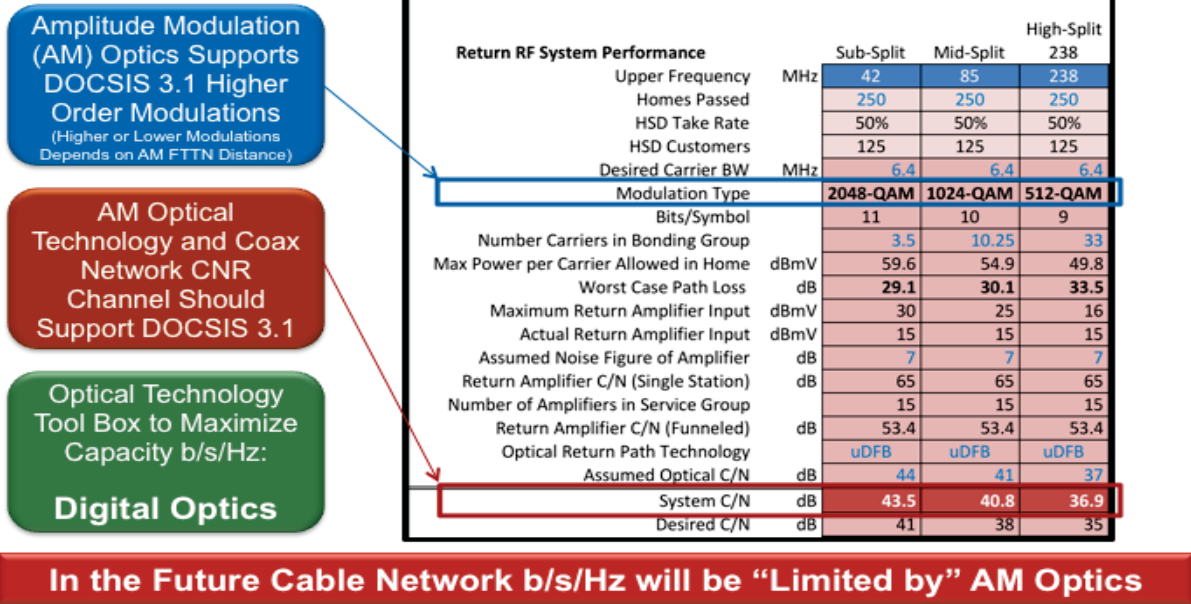 Amplitude Modulation
(AM) Optics Supports
DOCSIS 3.1 Higher
Order Modulations
(Higher or Lower Modulations
Depends on AM FTTN Distance)
AM Optical
Technology and Coax
Network CNR
Channel Should
Support DOCSIS 3.1
Optical Technology
Tool Box to Maximize
Capacity b/s/Hz:
Digital Optics
High-Split
Return RF System Performance Sub-Split Mid-Split 238
Upper Frequency MHz 42 85 238
Homes Passed 250 250 250
HSD Take Rate 50% 50% 50%
HSD Customers 125 125 125
Desired Carrier BW MHz 6.4 6.4 6.4
Modulation Type 2048-QAM 1024-QAM 512-QAM
Bits/Symbol 11 10 9
Number Carriers in Bonding Group 3.5 10.25 33
Max Power per Carrier Allowed in Home dBmV 59.6 54.9 49.8
Worst Case Path Loss dB 29.1 30.1 33.5
Maximum Return Amplifier Input dBmV 30 25 16
Actual Return Amplifier Input dBmV 15 15 15
Assumed Noise Figure of Amplifier dB 7 7 7
Return Amplifier C/N (Single Station) dB 65 65 65
Number of Amplifiers in Service Group 15 15 15
Return Amplifier C/N (Funneled) dB 53.4 53.4 53.4
Optical Return Path Technology uDFB uDFB uDFB
Assumed Optical C/N dB 44 41 37
System C/N dB 43.5 40.8 36.9
Desired C/N dB 41 38 35
In the Future Cable Network b/s/Hz will be “Limited by” AM Optics